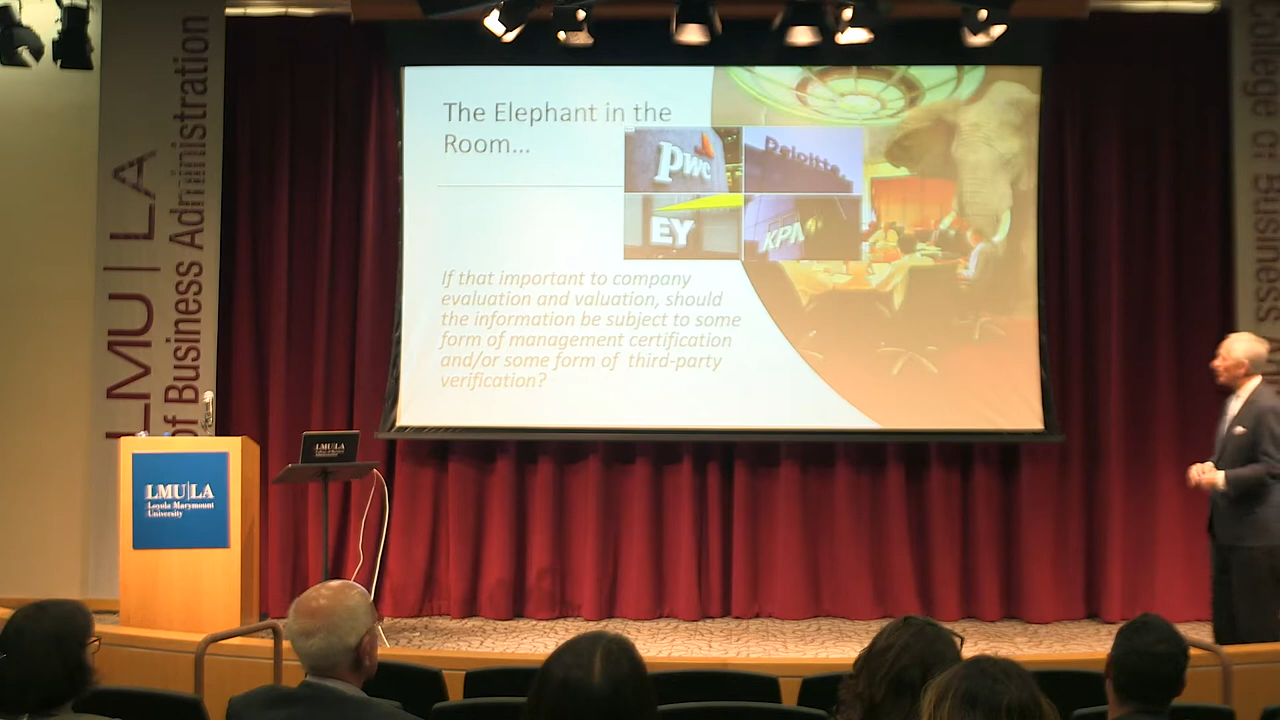 LMU | LA
of Business Administration
The Elephant in the
Room...
pwc
Deloitte
EY
KPM
If that important to company
evaluation and valuation, should
the information be subject to some
form of management certification
and/or some form of third-party
verification?
LMU|LA
Loyola Marymount
University
LMU|LA
College of Business